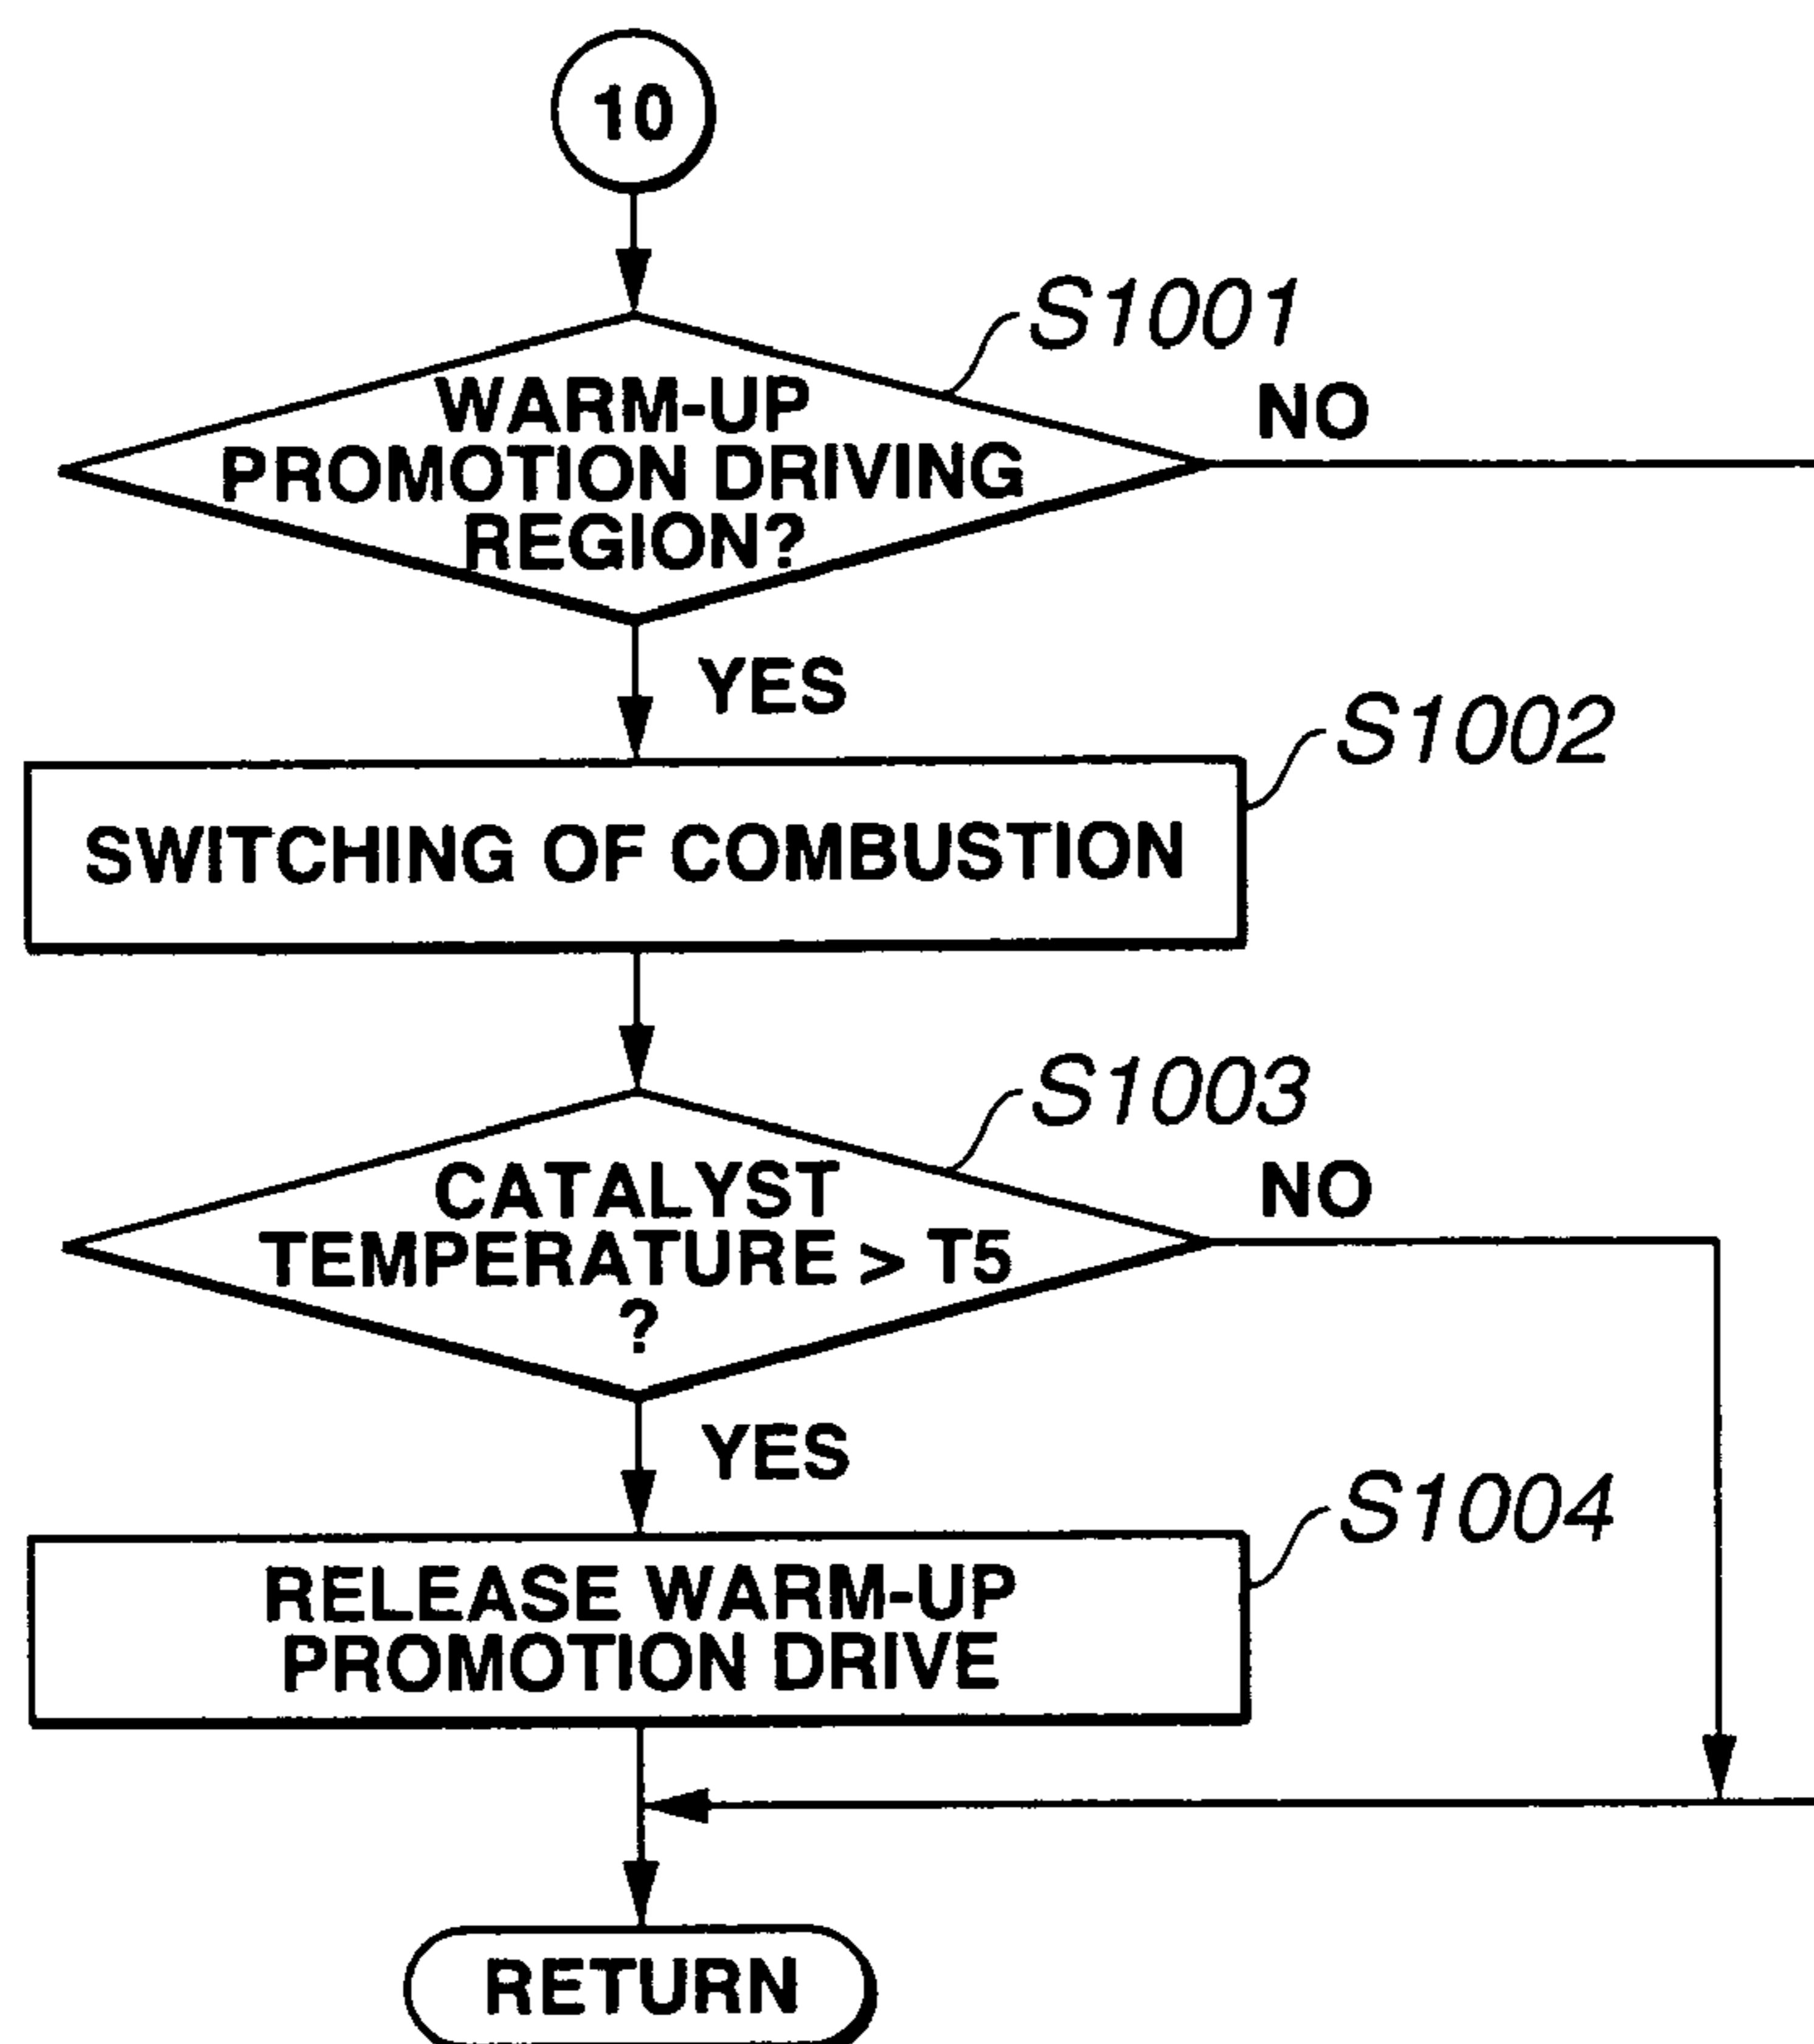 10
S1001
WARM-UP
PROMOTION DRIVING
REGION?
NO
YES
S1002
SWITCHING OF COMBUSTION
S1003
CATALYST
TEMPERATURE > T5
?
NO
YES
S1004
RELEASE WARM-UP
PROMOTION DRIVE
RETURN